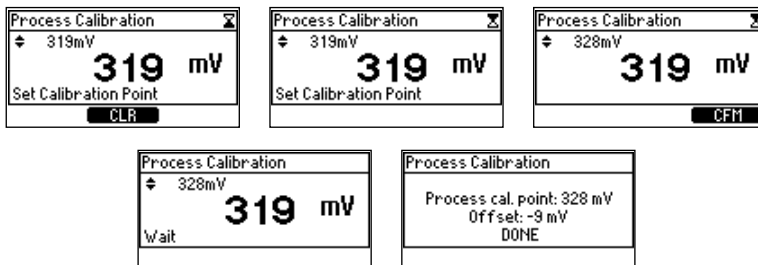 Process Calibration
319mV
319 mV
Set Calibration Point
CLR
Process Calibration
319mV
319 mV
Set Calibration Point
Process Calibration
328mV
319 mV
CFM
Process Calibration
328mV
319 mV
Wait
Process Calibration
Process cal. point: 328 mV
Offset: -9 mV
DONE